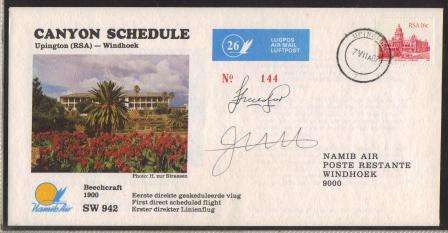 CANYON SCHEDULE
Upington (RSA) — Windhoek
Photo: H. zur Strassen
Namib Air
Beechcraft
1900
SW 942
Eerste direkte geskeduleerde vlug
First direct scheduled flight
Erster direkter Linienflug
26
LUGPOS
AIR MAIL
LUFTPOST
No 144
RSA 16c
NAMIB AIR
POSTE RESTANTE
WINDHOEK
9000